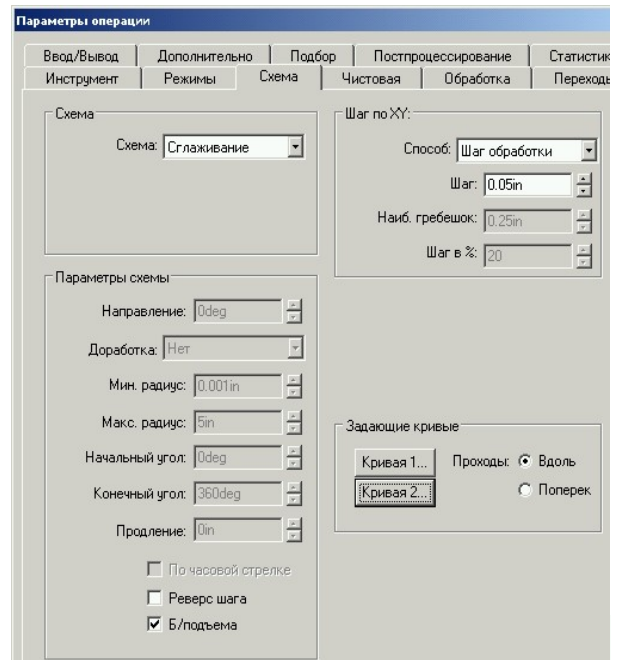 Параметры операции
Ввод/Вывод Дополнительно Подбор Постпроцессирование Статистик
Инструмент Режимы Схема Чистовая Обработка Переходы
Схема
Схема: Сглаживание
Шаг по XY:
Способ: Шаг обработки
Шаг: 0.05in
Наиб. гребешок: 0.25in
Шаг в %: 20
Параметры схемы
Направление: 0deg
Доработка: Нет
Мин. радиус: 0.001in
Макс. радиус: 5in
Начальный угол: 0deg
Конечный угол: 360deg
Продление: 0in
По часовой стрелке
Реверс шага
Б/подъема
Задающие кривые
Кривая 1... Проходы: Вдоль
Кривая 2... Поперек